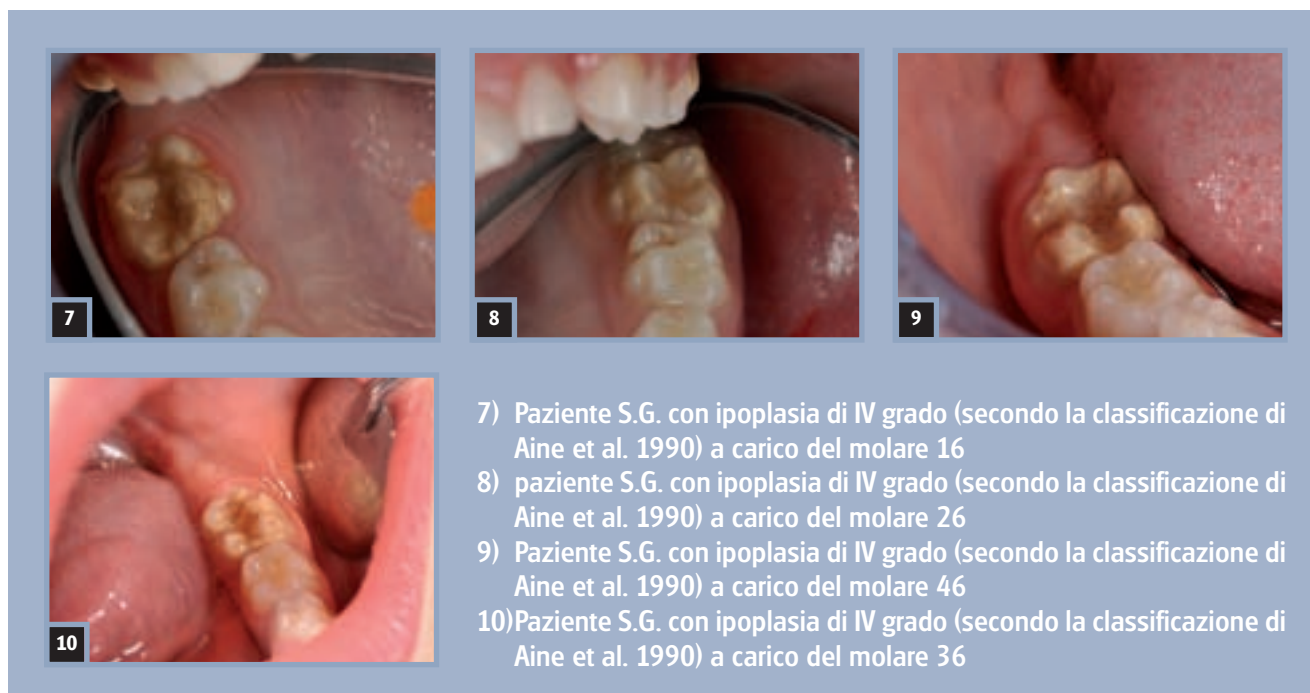 7
8
9
10
7) Paziente S.G. con ipoplasia di IV grado (secondo la classificazione di
Aine et al. 1990) a carico del molare 16
8) paziente S.G. con ipoplasia di IV grado (secondo la classificazione di
Aine et al. 1990) a carico del molare 26
9) Paziente S.G. con ipoplasia di IV grado (secondo la classificazione di
Aine et al. 1990) a carico del molare 46
10)Paziente S.G. con ipoplasia di IV grado (secondo la classificazione di
Aine et al. 1990) a carico del molare 36